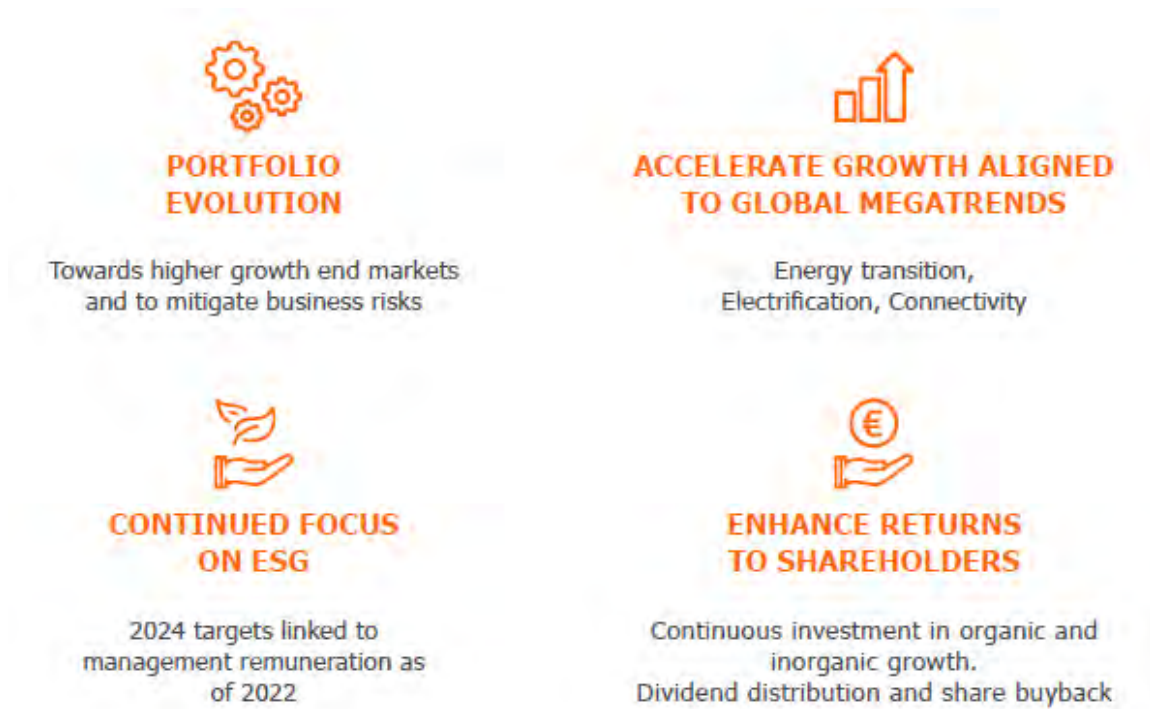 PORTFOLIO
EVOLUTION
Towards higher growth end markets
and to mitigate business risks
ACCELERATE GROWTH ALIGNED
TO GLOBAL MEGATRENDS
Energy transition,
Electrification, Connectivity
CONTINUED FOCUS
ON ESG
2024 targets linked to
management remuneration as
of 2022
€
ENHANCE RETURNS
TO SHAREHOLDERS
Continuous investment in organic and
inorganic growth.
Dividend distribution and share buyback